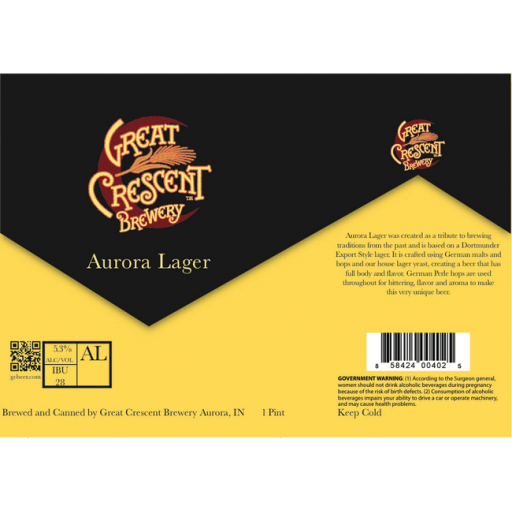 GREAT
CRESCENT™
BREWERY
Aurora Lager
5.3%
ALC/VOL
IBU
28
AL
grbeer.com
Brewed and Canned by Great Crescent Brewery Aurora, IN
1 Pint
GREAT
CRESCENT
BREWERY
Aurora Lager was created as a tribute to brewing
traditions from the past and is based on a Dortmunder
Export Style lager. It is crafted using German malts and
hops and our house lager yeast, creating a beer that has
full body and flavor. German Perle hops are used
throughout for bittering, flavor and aroma to make
this very unique beer.
8 58424 00402 5
GOVERNMENT WARNING: (1) According to the Surgeon general,
women should not drink alcoholic beverages during pregnancy
because of the risk of birth defects. (2) Consumption of alcoholic
beverages impairs your ability to drive a car or operate machinery,
and may cause health problems.
Keep Cold